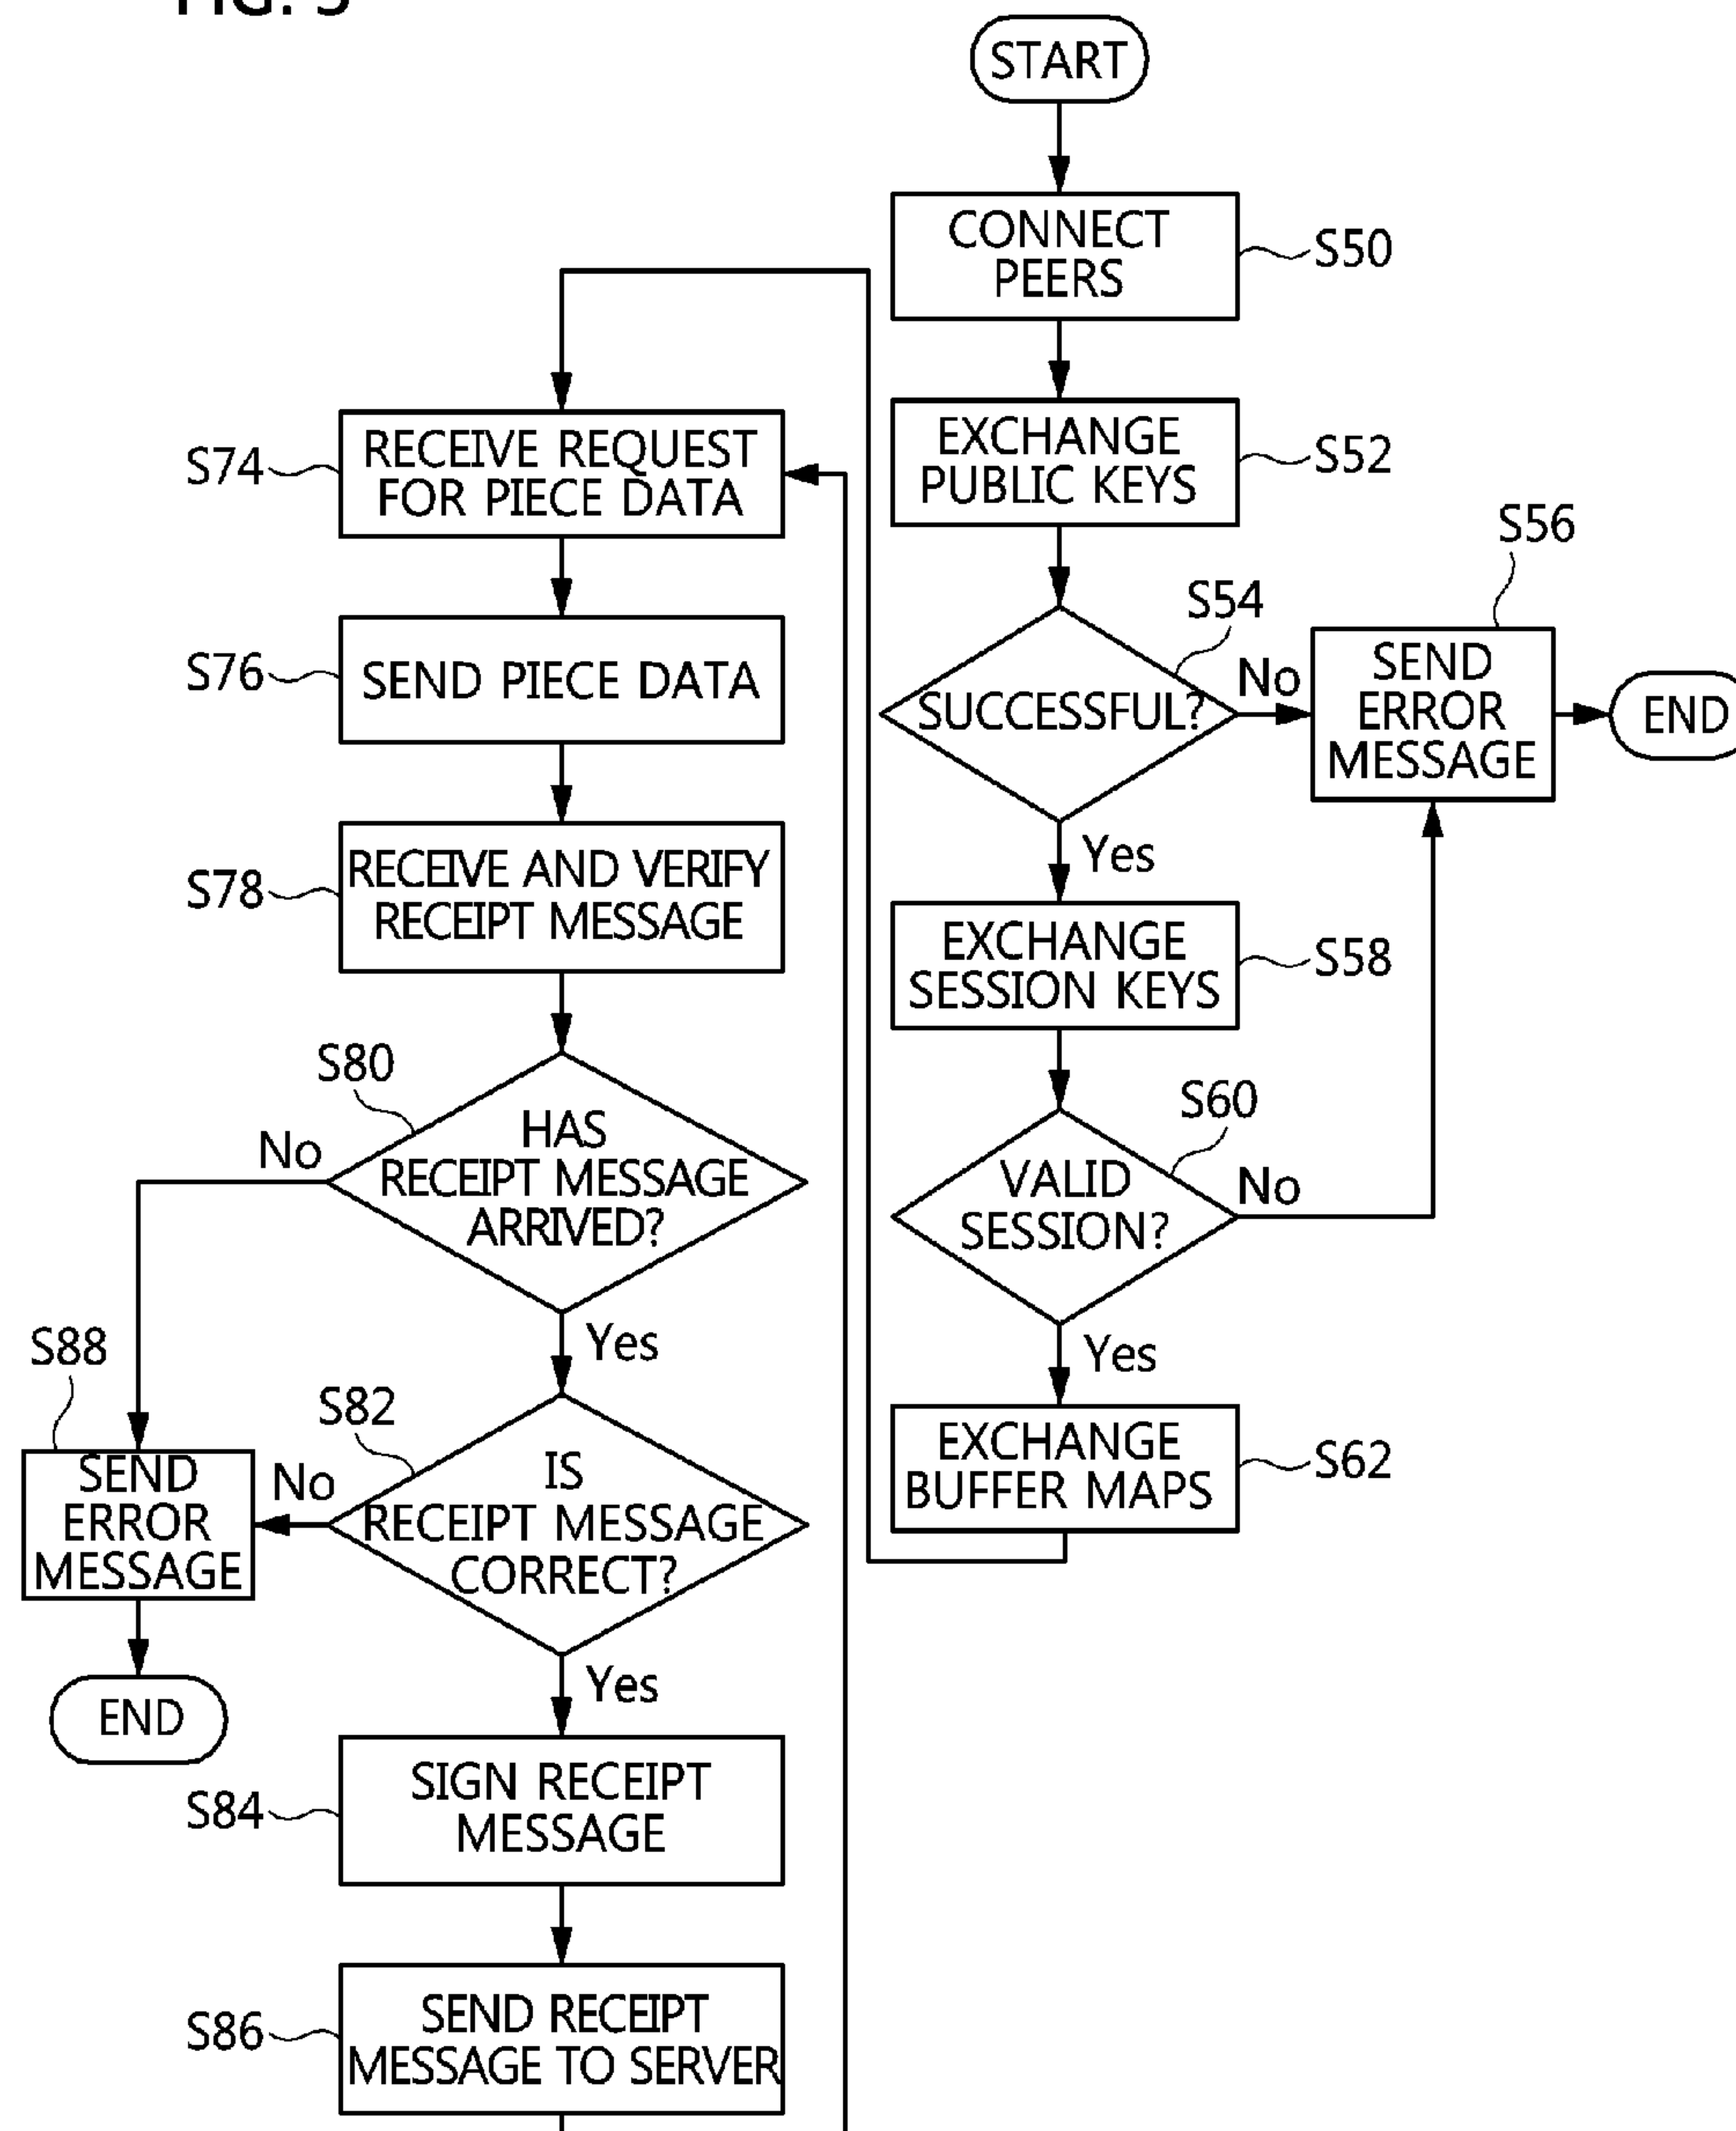 FIG. 5
START
CONNECT
PEERS
S50
EXCHANGE
PUBLIC KEYS
S52
SUCCESSFUL?
S54
No
Yes
SEND
ERROR
MESSAGE
S56
END
EXCHANGE
SESSION KEYS
S58
VALID
SESSION?
S60
No
Yes
EXCHANGE
BUFFER MAPS
S62
S74
RECEIVE REQUEST
FOR PIECE DATA
S76
SEND PIECE DATA
S78
RECEIVE AND VERIFY
RECEIPT MESSAGE
S80
HAS
RECEIPT MESSAGE
ARRIVED?
No
Yes
S82
IS
RECEIPT MESSAGE
CORRECT?
No
Yes
S88
SEND
ERROR
MESSAGE
END
S84
SIGN RECEIPT
MESSAGE
S86
SEND RECEIPT
MESSAGE TO SERVER